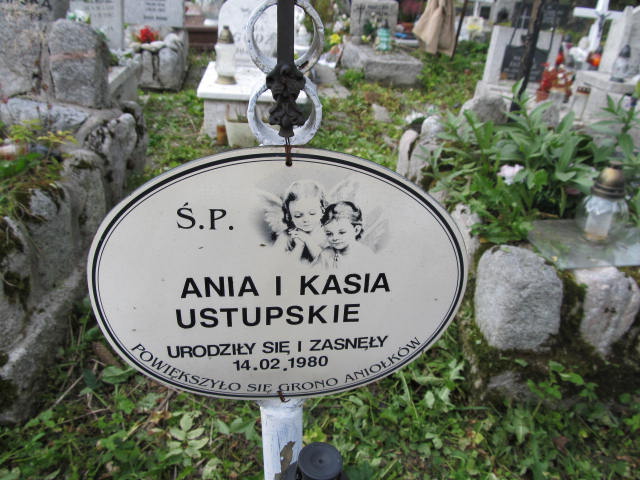 Ś.P.
ANIA I KASIA
USTUPSKIE
URODZIŁY SIĘ I ZASNĘŁY
14.02,1980
POWIĘKSZYŁO SIĘ GRONO ANIOŁKÓW